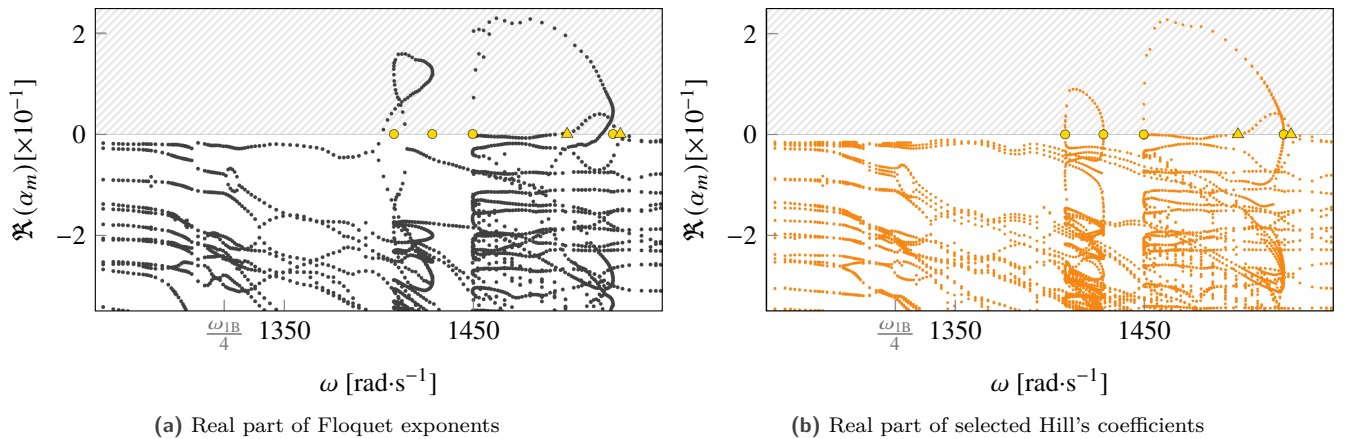 2
0
−2
ℜ(αₘ)[×10⁻¹]
ω₁B/4
1350
1450
ω [rad·s⁻¹]
(a) Real part of Floquet exponents
2
0
−2
ℜ(αₘ)[×10⁻¹]
ω₁B/4
1350
1450
ω [rad·s⁻¹]
(b) Real part of selected Hill's coefficients